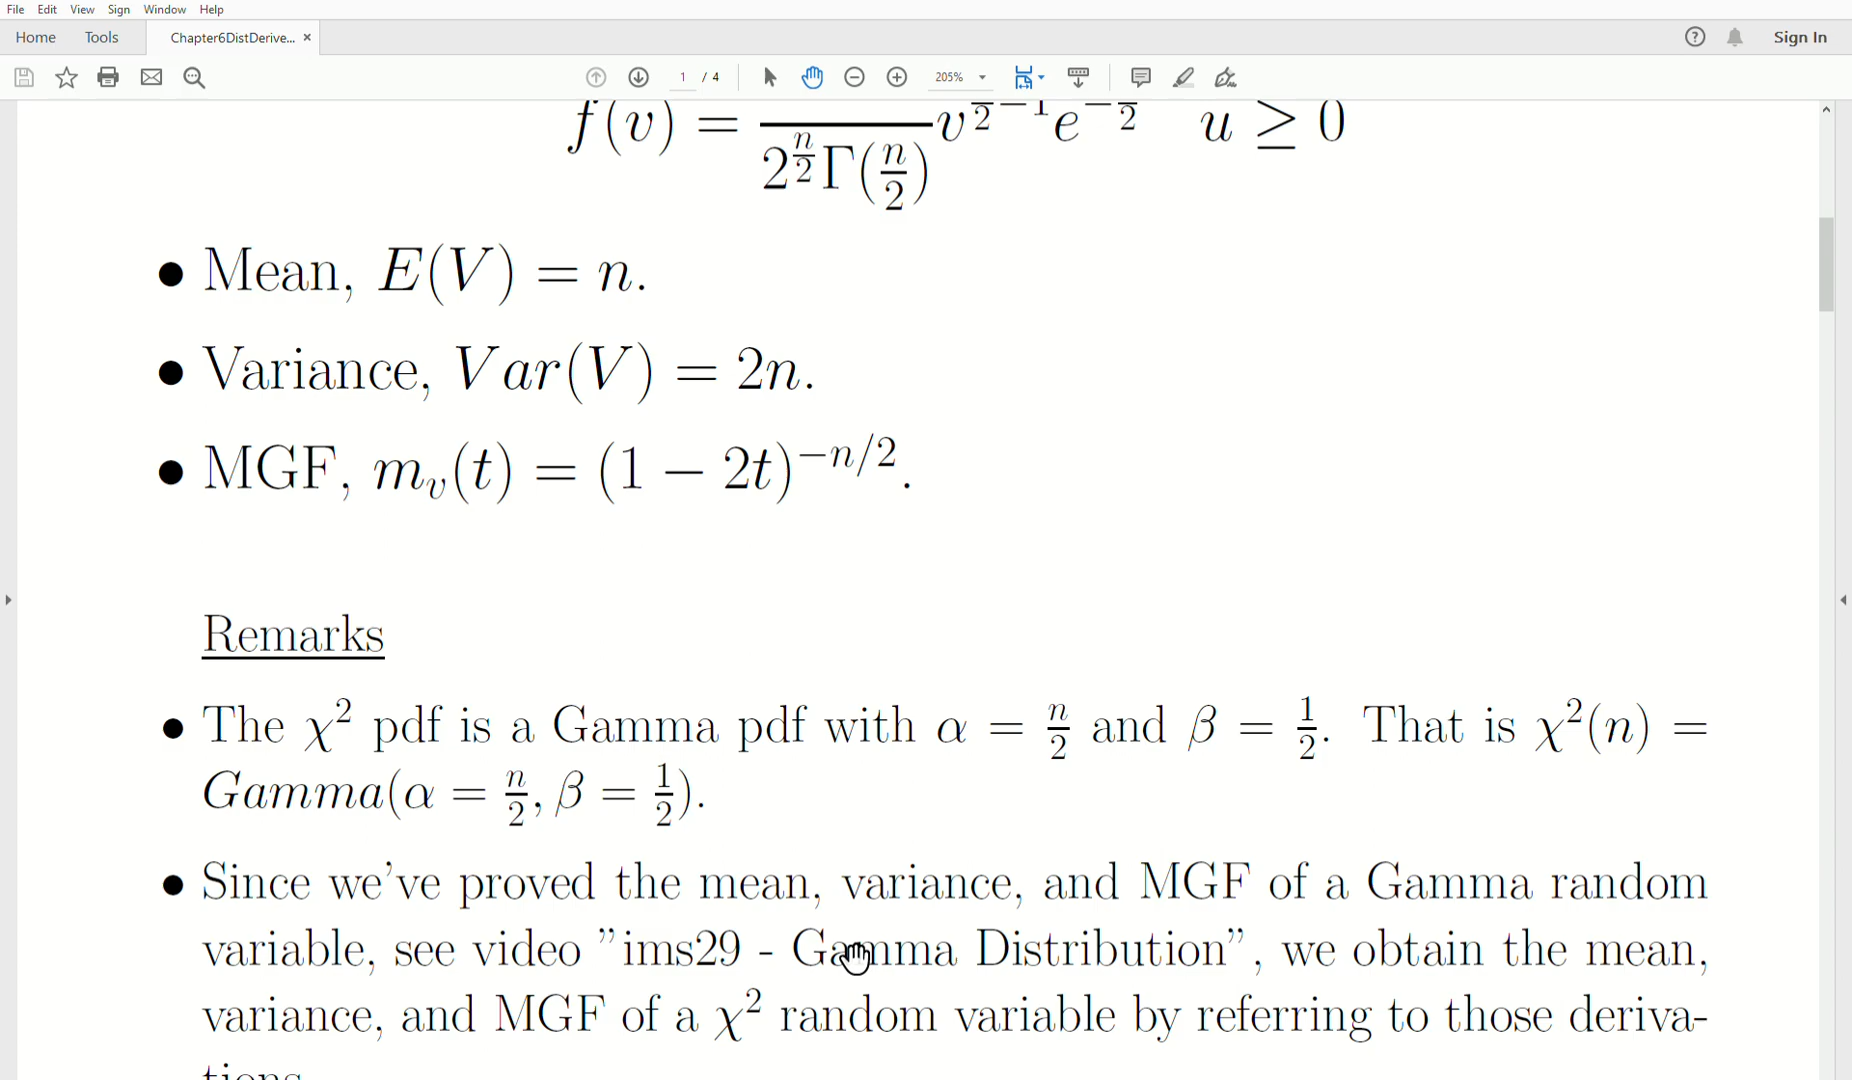 File Edit View Sign Window Help
Home Tools Chapter6DistDerive... × Sign In
1 / 4 205%
f(v) = 2^{n/2}Γ(n/2) v^{2−1}e^{−2} u ≥ 0
• Mean, E(V) = n.
• Variance, Var(V) = 2n.
• MGF, m_v(t) = (1 − 2t)^{−n/2}.
Remarks
• The χ² pdf is a Gamma pdf with α = n/2 and β = 1/2. That is χ²(n) =
Gamma(α = n/2, β = 1/2).
• Since we've proved the mean, variance, and MGF of a Gamma random
variable, see video ”ims29 - Gamma Distribution”, we obtain the mean,
variance, and MGF of a χ² random variable by referring to those deriva-
tions.